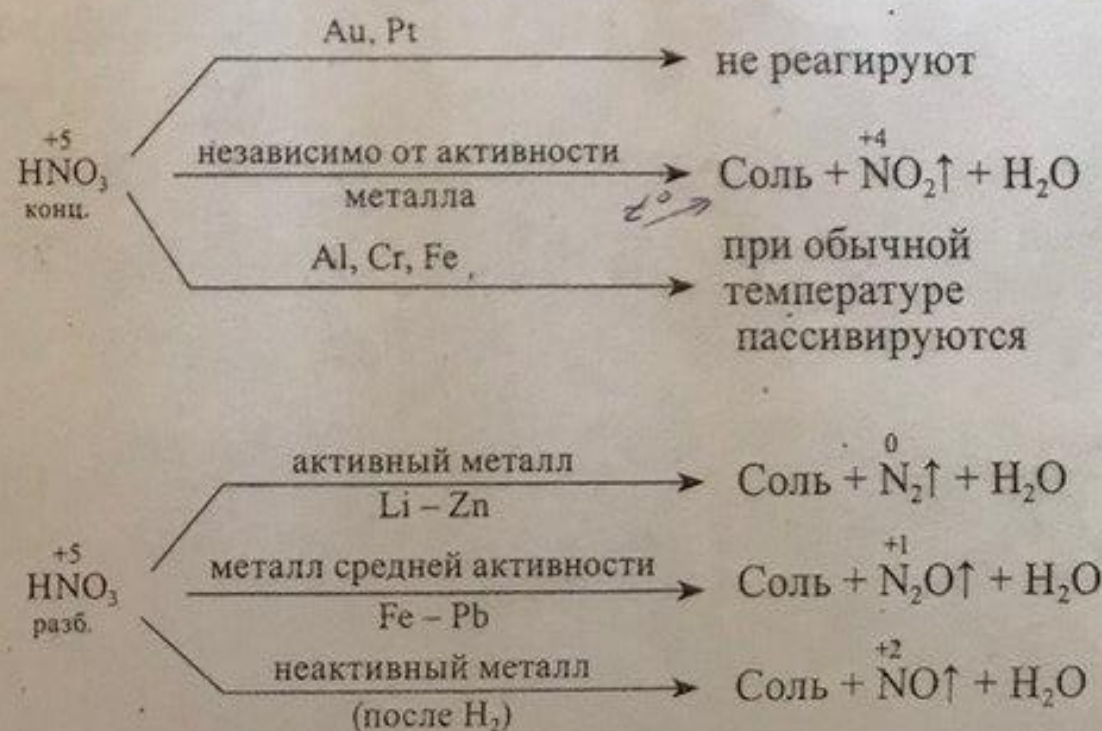 Au, Pt
не реагируют
+5
HNO₃
конц.
независимо от активности
металла
+4
Соль + NO₂↑ + H₂O
t°
Al, Cr, Fe
при обычной
температуре
пассивируются
+5
HNO₃
разб.
активный металл
Li – Zn
0
Соль + N₂↑ + H₂O
металл средней активности
Fe – Pb
+1
Соль + N₂O↑ + H₂O
неактивный металл
(после H₂)
+2
Соль + NO↑ + H₂O